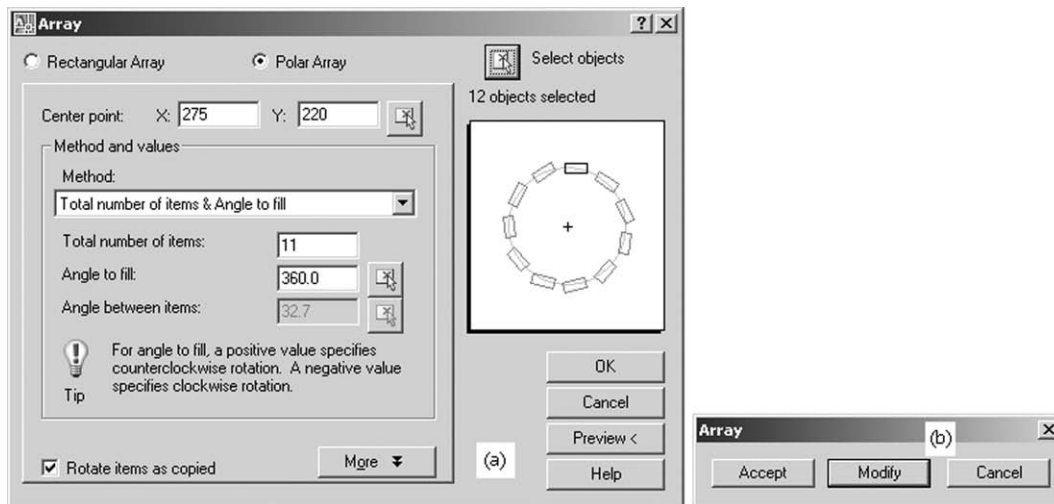 Array
Rectangular Array
Polar Array
Select objects
12 objects selected
Center point: X: 275 Y: 220
Method and values
Method:
Total number of items & Angle to fill
Total number of items: 11
Angle to fill: 360.0
Angle between items: 32.7
For angle to fill, a positive value specifies
counterclockwise rotation. A negative value
specifies clockwise rotation.
Tip
Rotate items as copied
More
OK
Cancel
Preview <
Help
(a)
Array
(b)
Accept
Modify
Cancel